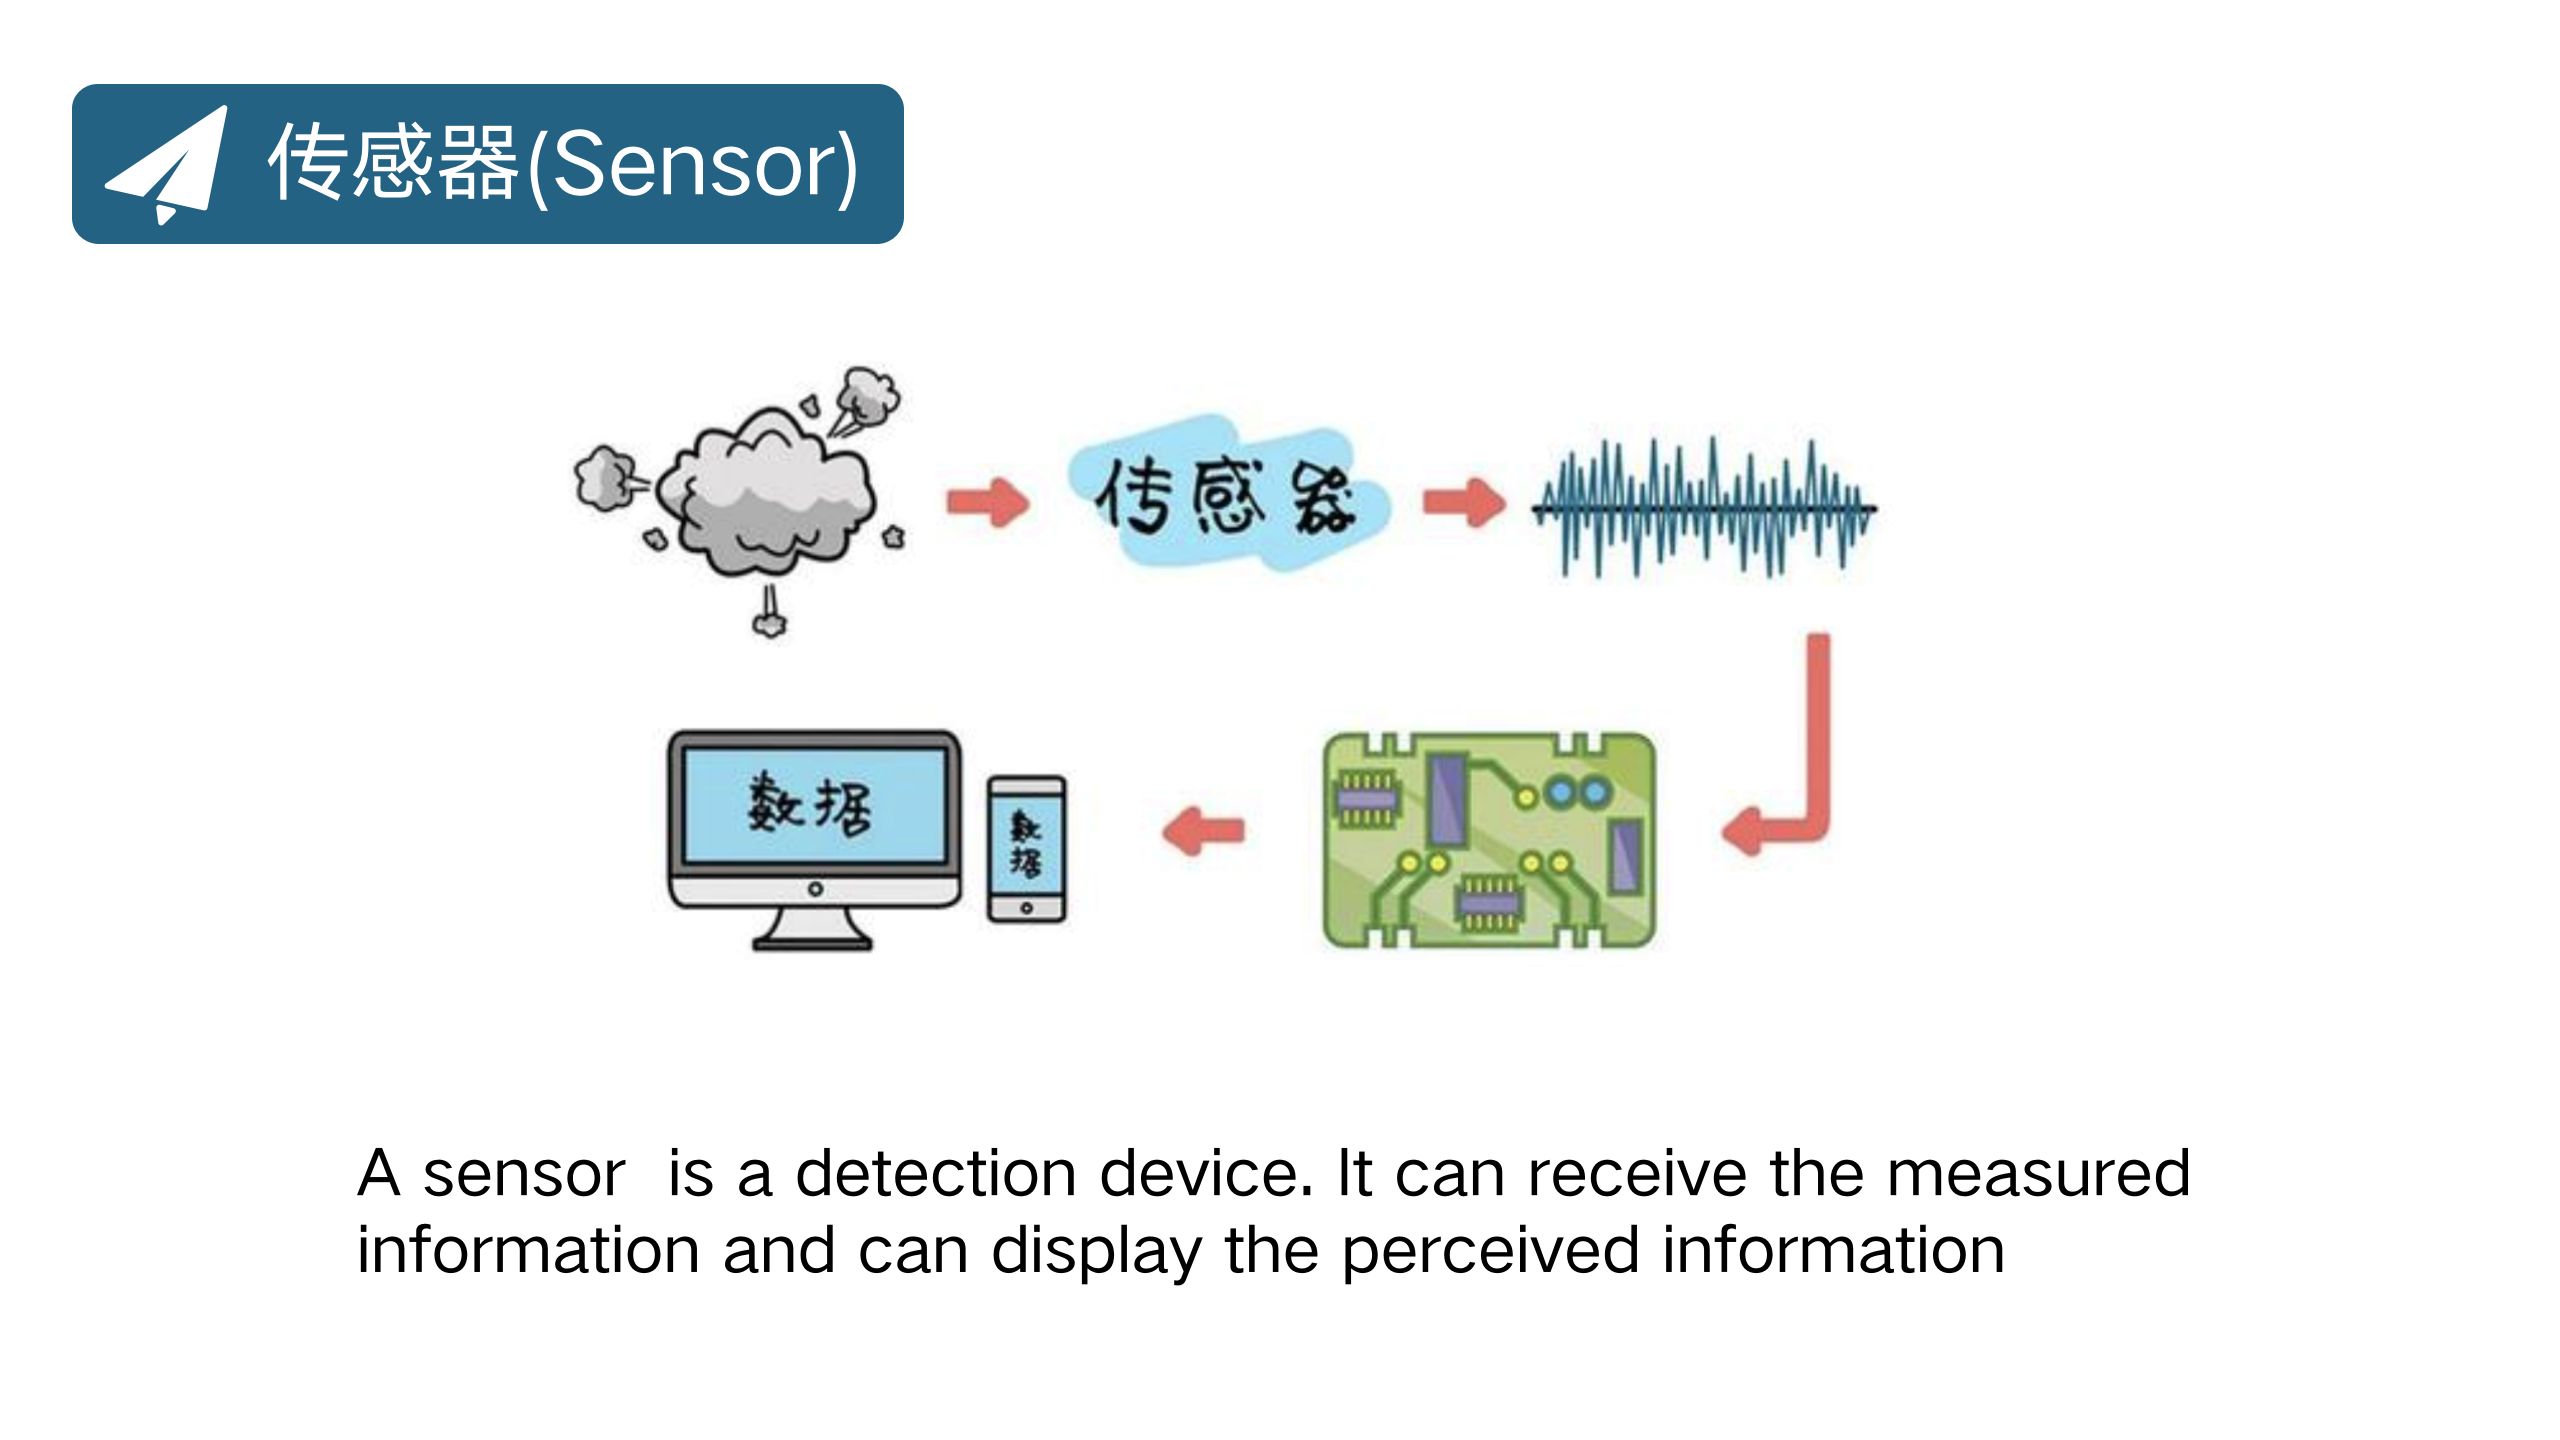 传感器(Sensor)
传感器
数据
数
据
A sensor  is a detection device. It can receive the measured
information and can display the perceived information